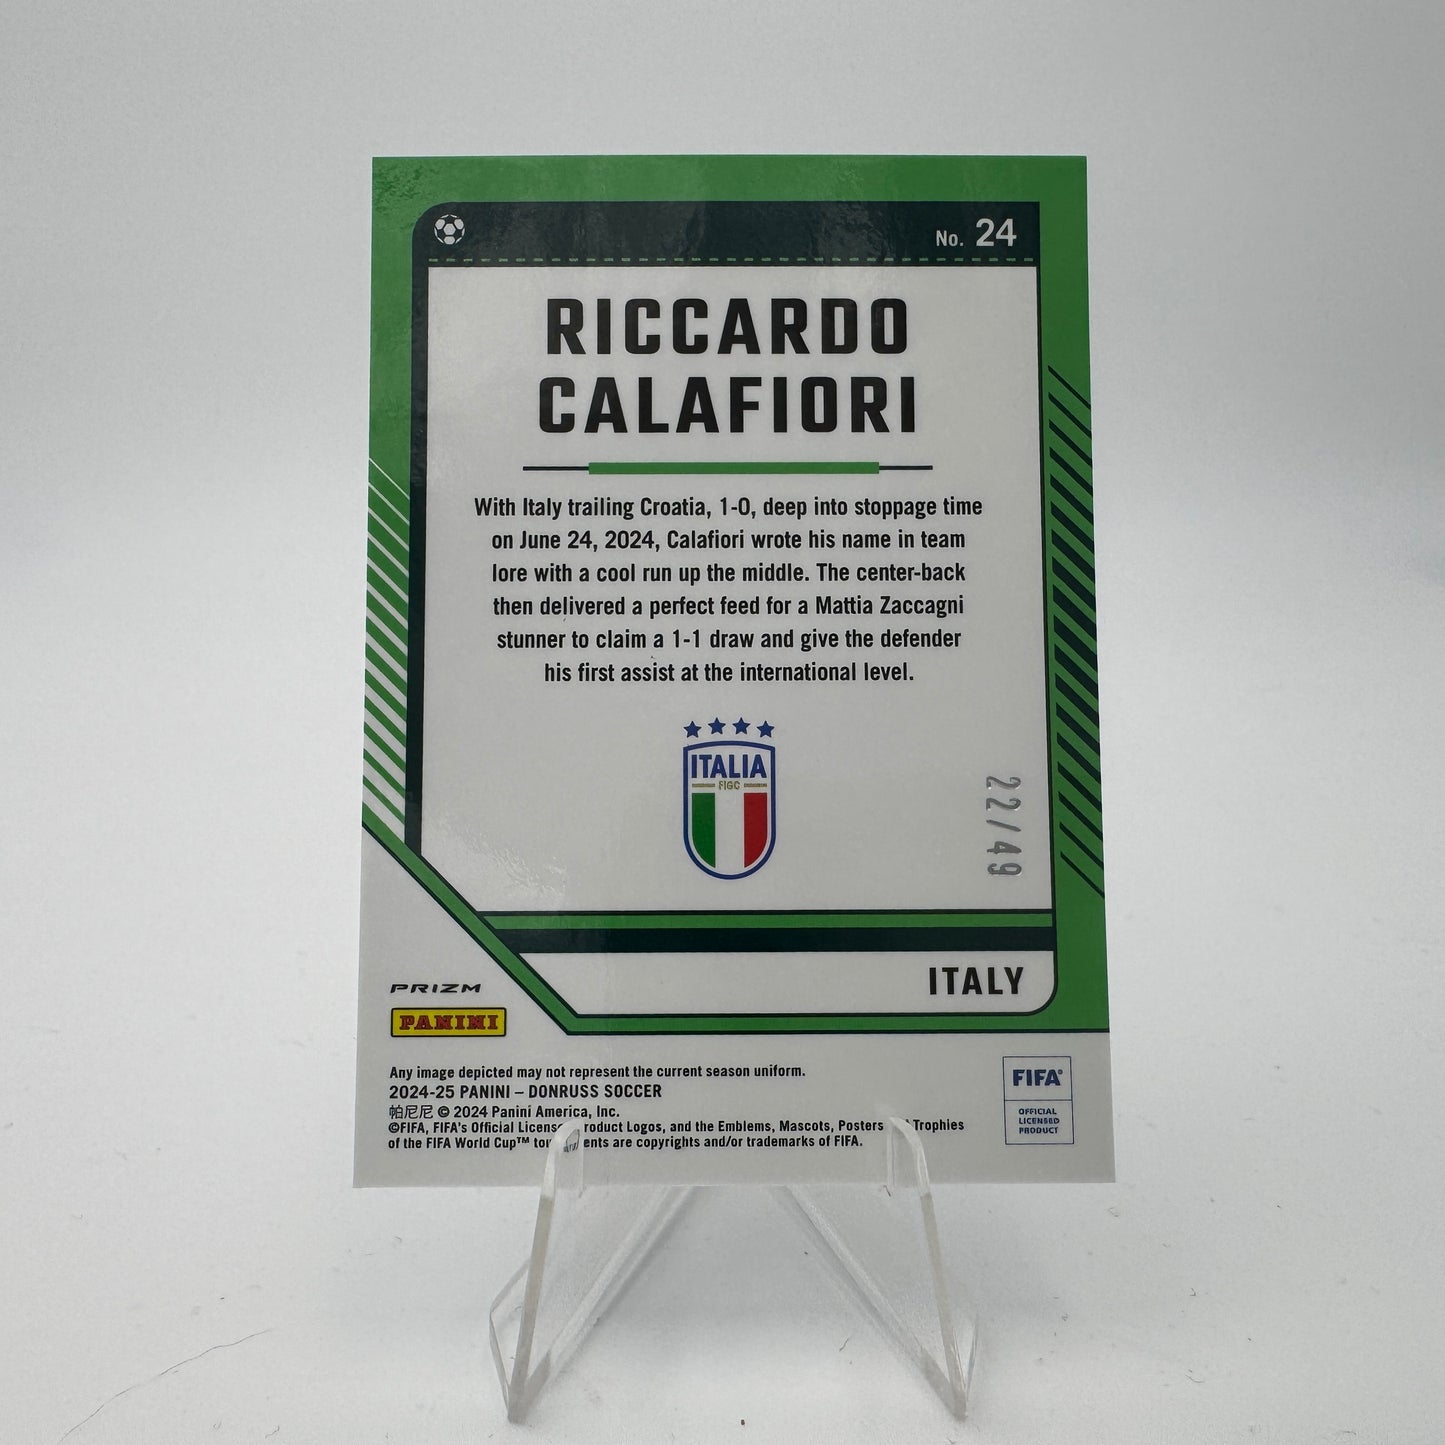 No. 24
RICCARDO
CALAFIORI
With Italy trailing Croatia, 1-0, deep into stoppage time
on June 24, 2024, Calafiori wrote his name in team
lore with a cool run up the middle. The center-back
then delivered a perfect feed for a Mattia Zaccagni
stunner to claim a 1-1 draw and give the defender
his first assist at the international level.
ITALIA
FIGC
22/49
ITALY
PRIZM
PANINI
Any image depicted may not represent the current season uniform.
2024-25 PANINI – DONRUSS SOCCER
帕尼尼 © 2024 Panini America, Inc.
©FIFA, FIFA's Official Logos, and the Emblems, Mascots, Posters Trophies
of the FIFA World Cup™ are copyrights and/or trademarks of FIFA.
FIFA®
OFFICIAL
LICENSED
PRODUCT